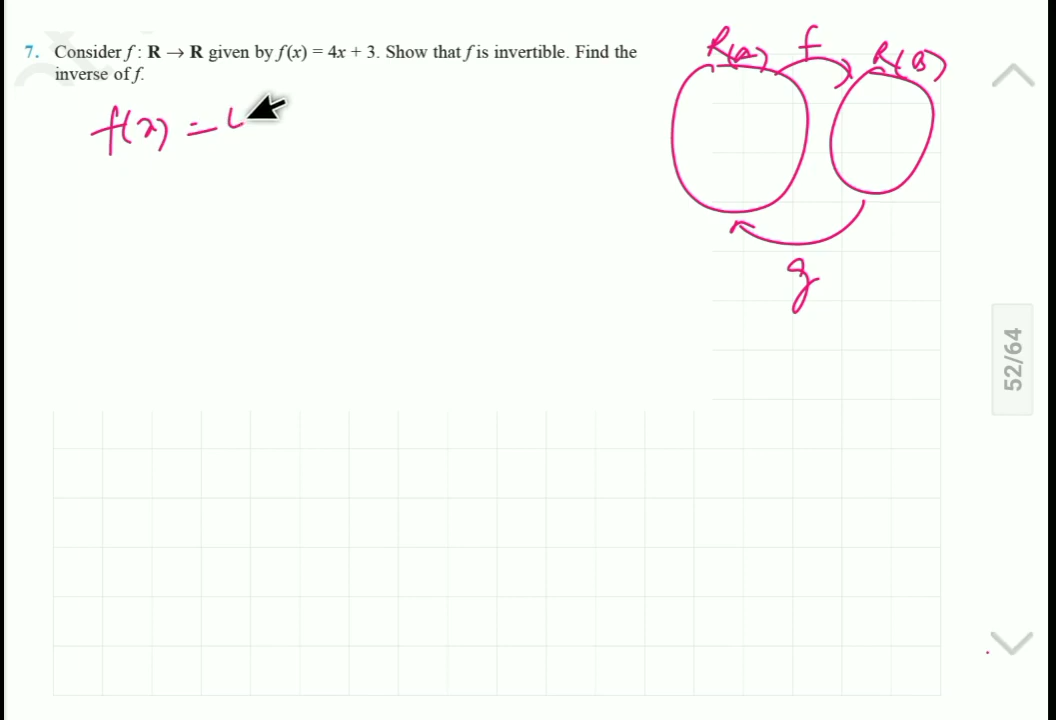 7. Consider f : R → R given by f(x) = 4x + 3. Show that f is invertible. Find the
inverse of f.
f(x) =
R(A) f R(B)
g
52/64